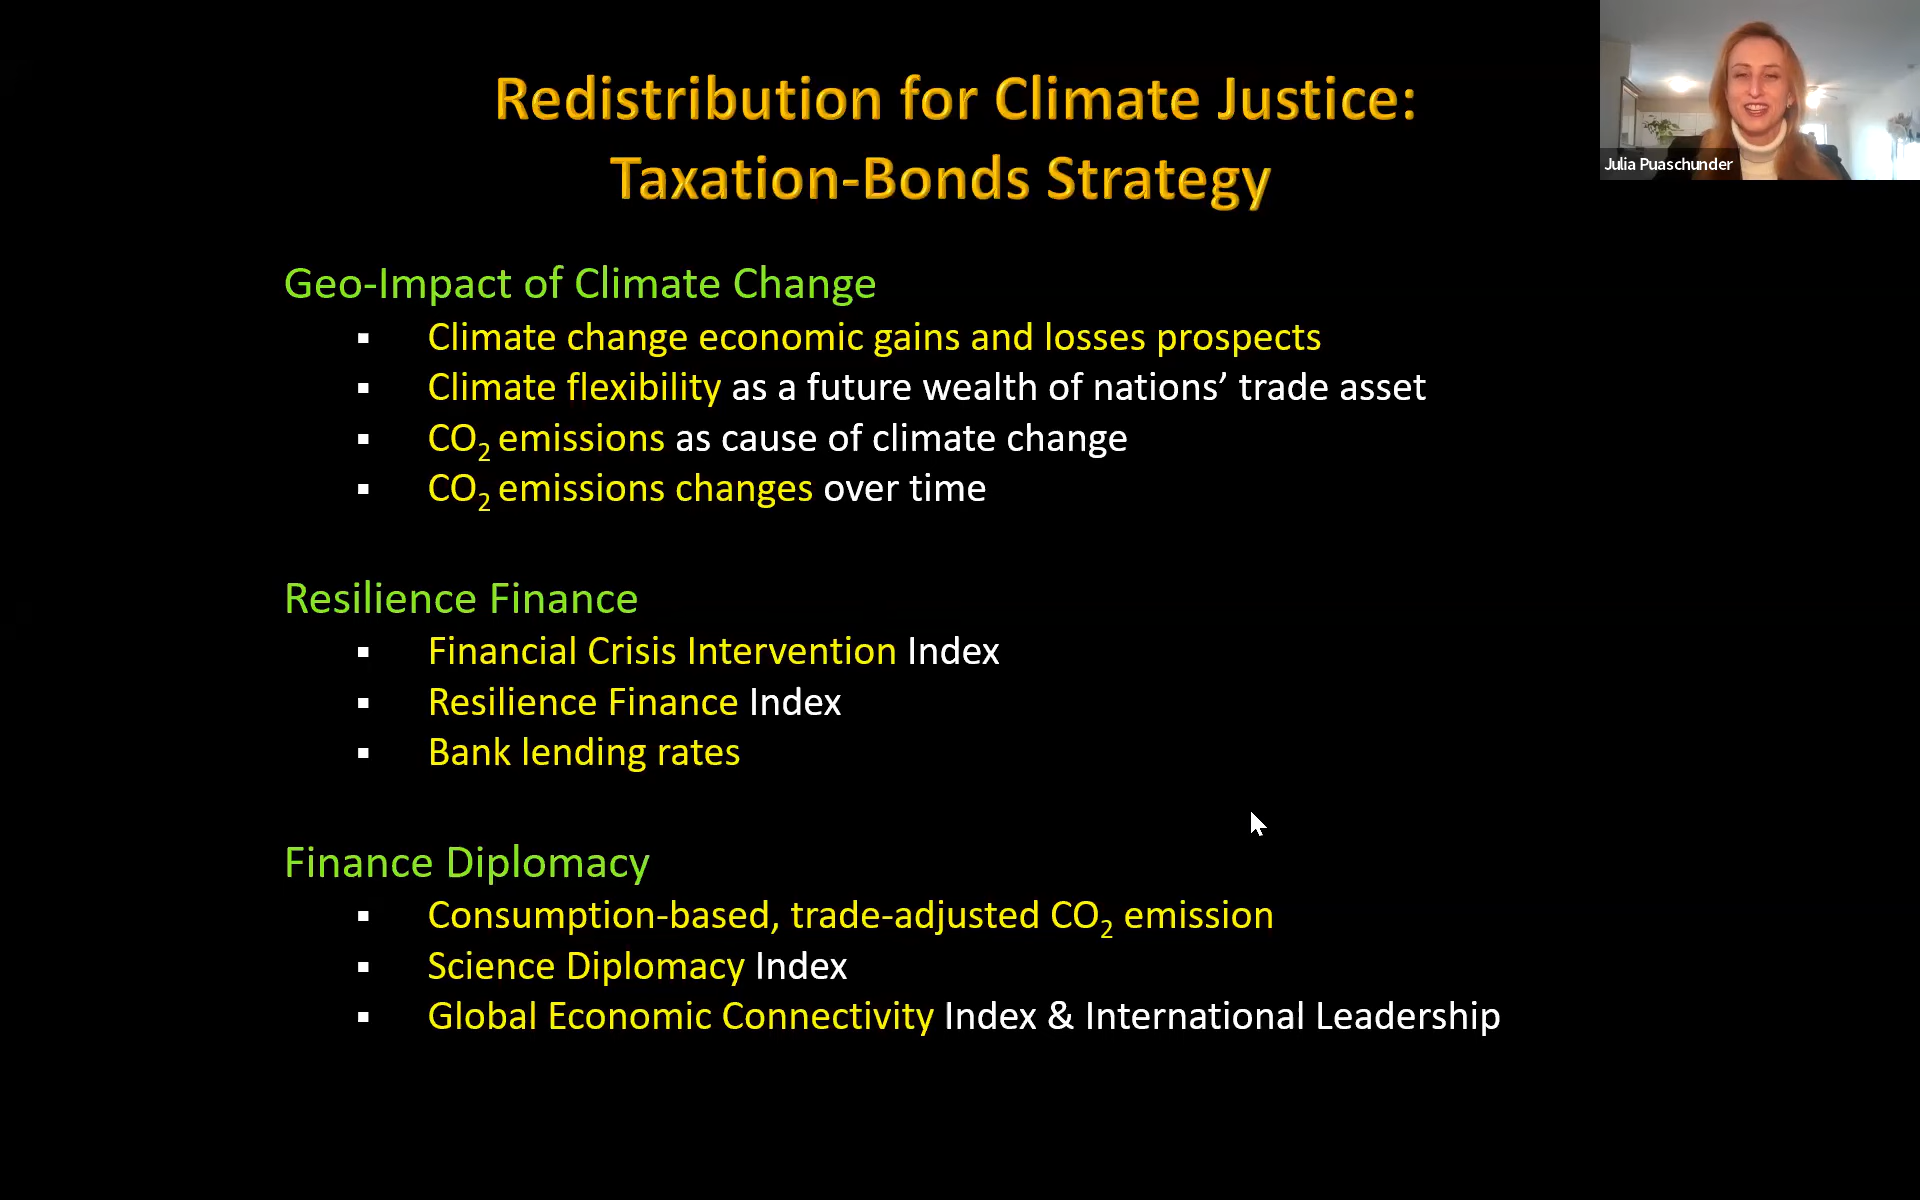 Redistribution for Climate Justice:
Taxation-Bonds Strategy
Julia Puaschunder
Geo-Impact of Climate Change
▪ Climate change economic gains and losses prospects
▪ Climate flexibility as a future wealth of nations’ trade asset
▪ CO₂ emissions as cause of climate change
▪ CO₂ emissions changes over time
Resilience Finance
▪ Financial Crisis Intervention Index
▪ Resilience Finance Index
▪ Bank lending rates
Finance Diplomacy
▪ Consumption-based, trade-adjusted CO₂ emission
▪ Science Diplomacy Index
▪ Global Economic Connectivity Index & International Leadership